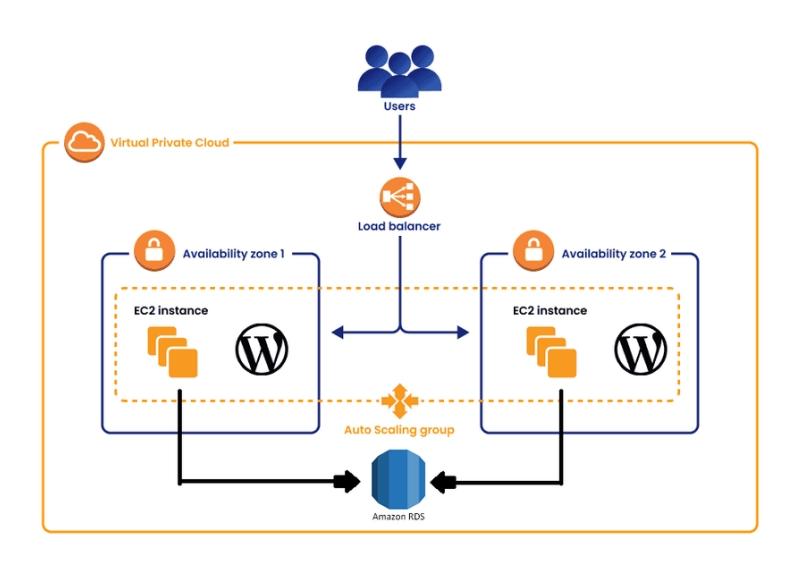 Users
Virtual Private Cloud
Load balancer
Availability zone 1
Availability zone 2
EC2 instance
EC2 instance
Auto Scaling group
Amazon RDS